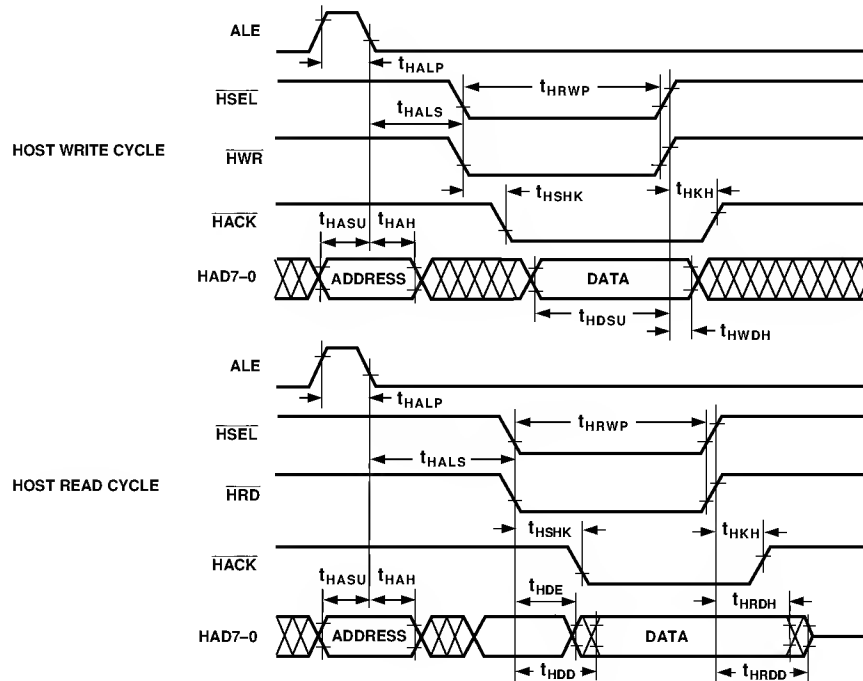 ALE
tHALP
HSEL
tHRWP
tHALS
HOST WRITE CYCLE
HWR
tHSHK
tHKH
HACK
tHASU
tHAH
HAD7–0
ADDRESS
DATA
tHDSU
tHWDH
ALE
tHALP
HSEL
tHRWP
tHALS
HOST READ CYCLE
HRD
tHSHK
tHKH
HACK
tHASU
tHAH
tHDE
tHRDH
HAD7–0
ADDRESS
DATA
tHDD
tHRDD